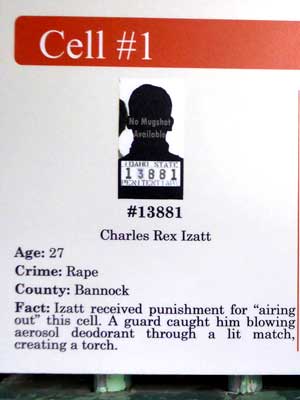 Cell #1
No Mugshot
Available
IDAHO STATE
13881
PENITENTIARY
#13881
Charles Rex Izatt
Age: 27
Crime: Rape
County: Bannock
Fact: Izatt received punishment for “airing
out” this cell. A guard caught him blowing
aerosol deodorant through a lit match,
creating a torch.